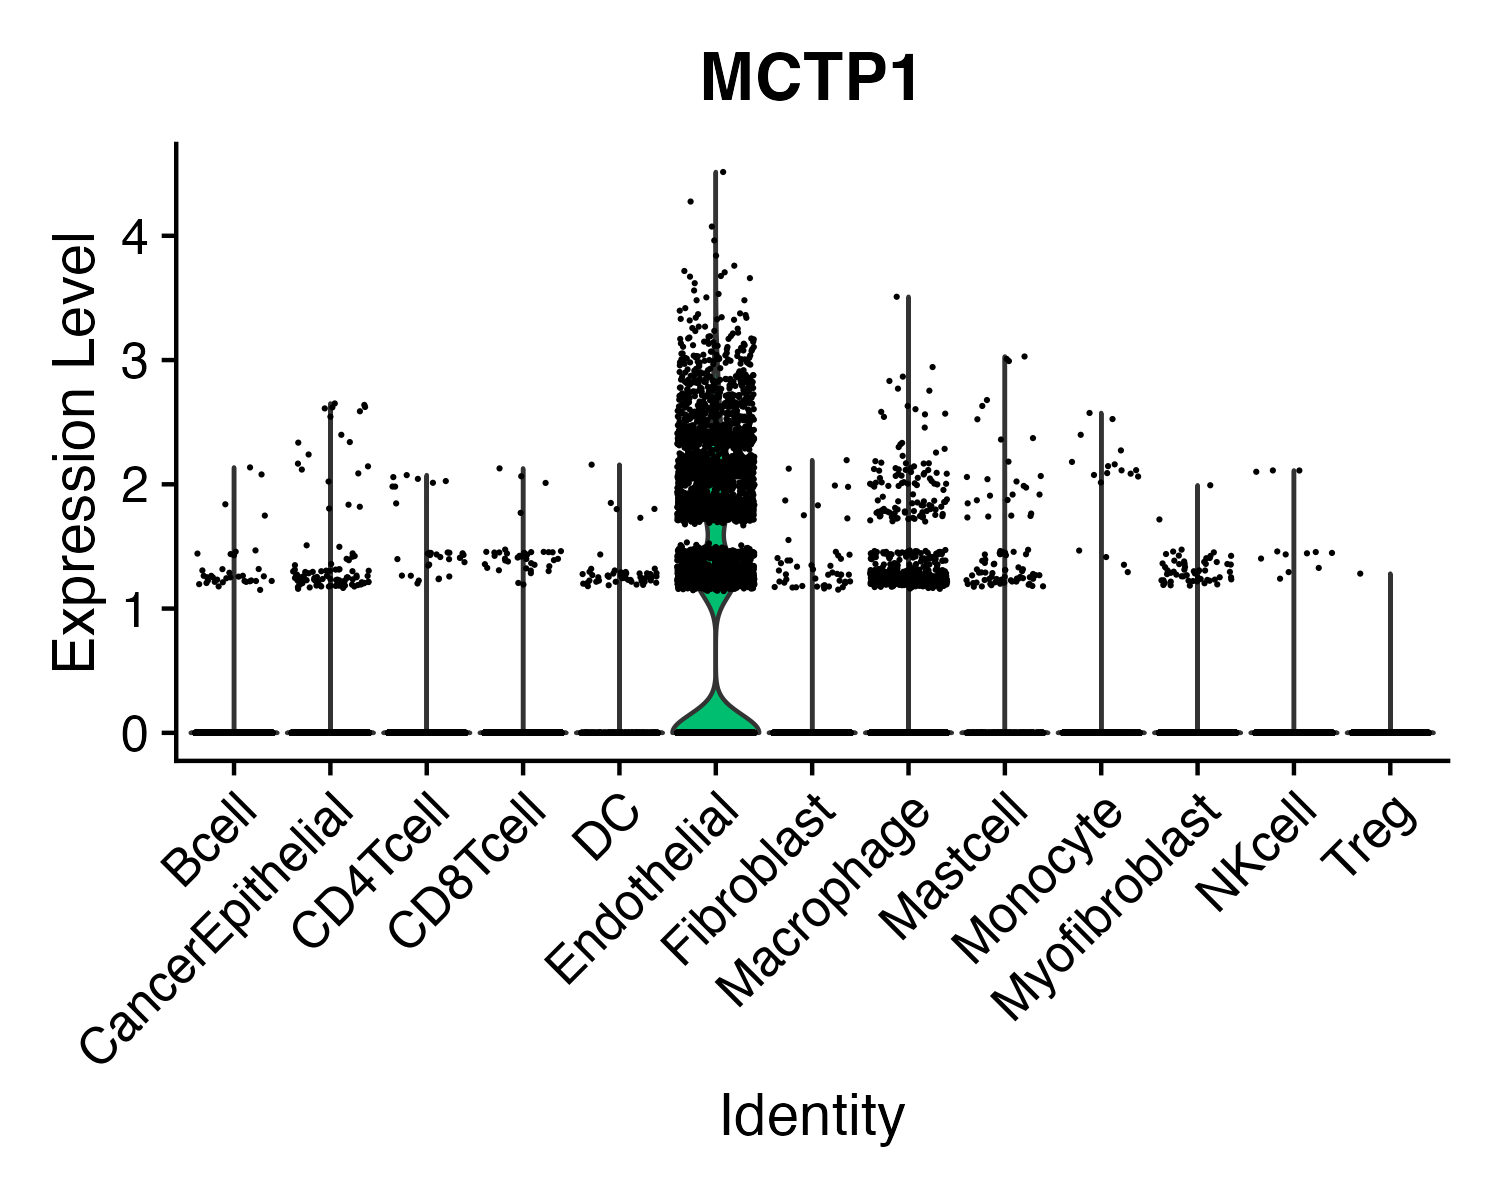 MCTP1
Expression Level
4
3
2
1
0
Bcell
CancerEpithelial
CD4Tcell
CD8Tcell
DC
Endothelial
Fibroblast
Macrophage
Mastcell
Monocyte
Myofibroblast
NKcell
Treg
Identity